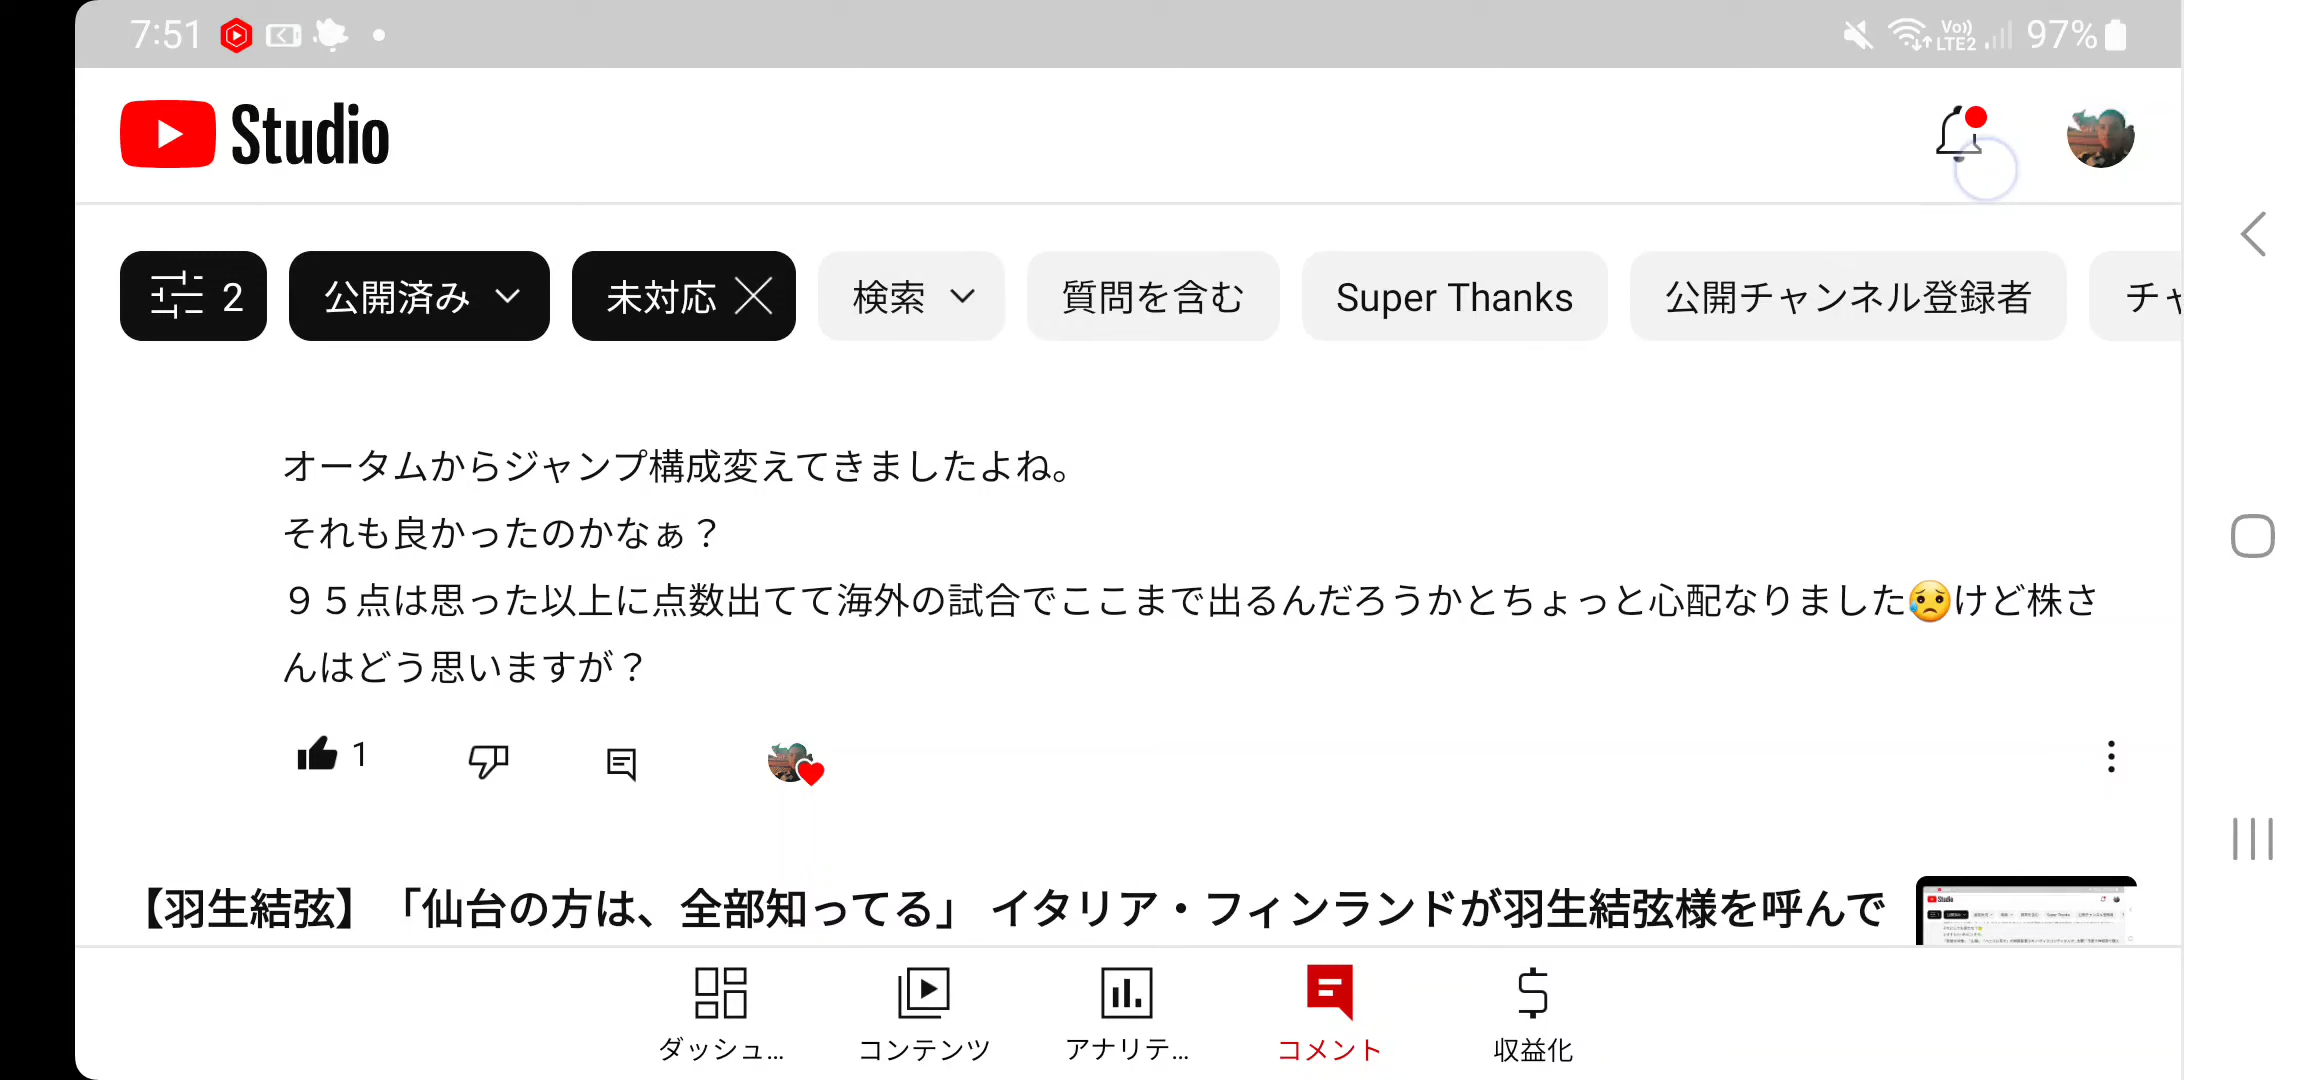 7:51
Vo)) LTE2 97%
Studio
2 公開済み 未対応 検索 質問を含む Super Thanks 公開チャンネル登録者 チャ
オータムからジャンプ構成変えてきましたよね。
それも良かったのかなぁ？
９５点は思った以上に点数出てて海外の試合でここまで出るんだろうかとちょっと心配なりました😥けど株さ
んはどう思いますが？
1
【羽生結弦】「仙台の方は、全部知ってる」 イタリア・フィンランドが羽生結弦様を呼んで
ダッシュ... コンテンツ アナリテ... コメント 収益化